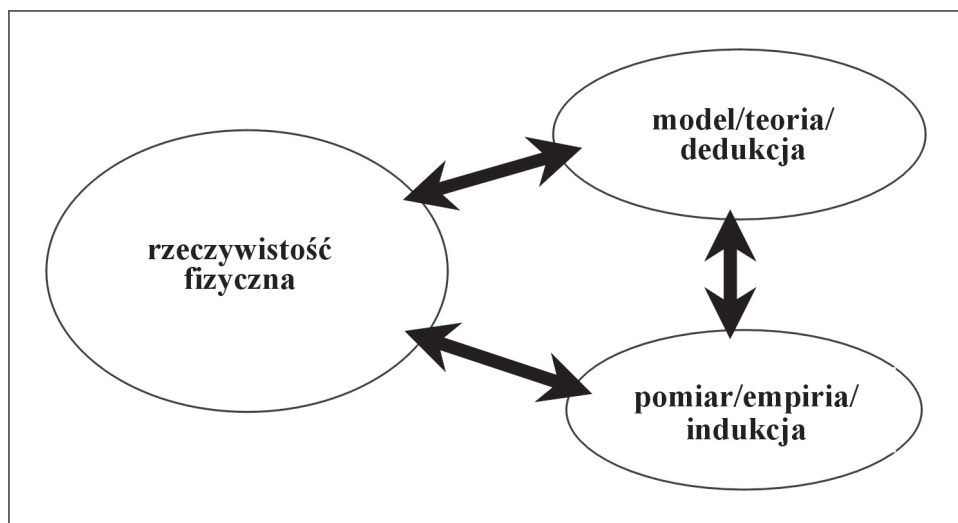 model/teoria/
dedukcja
rzeczywistość
fizyczna
pomiar/empiria/
indukcja